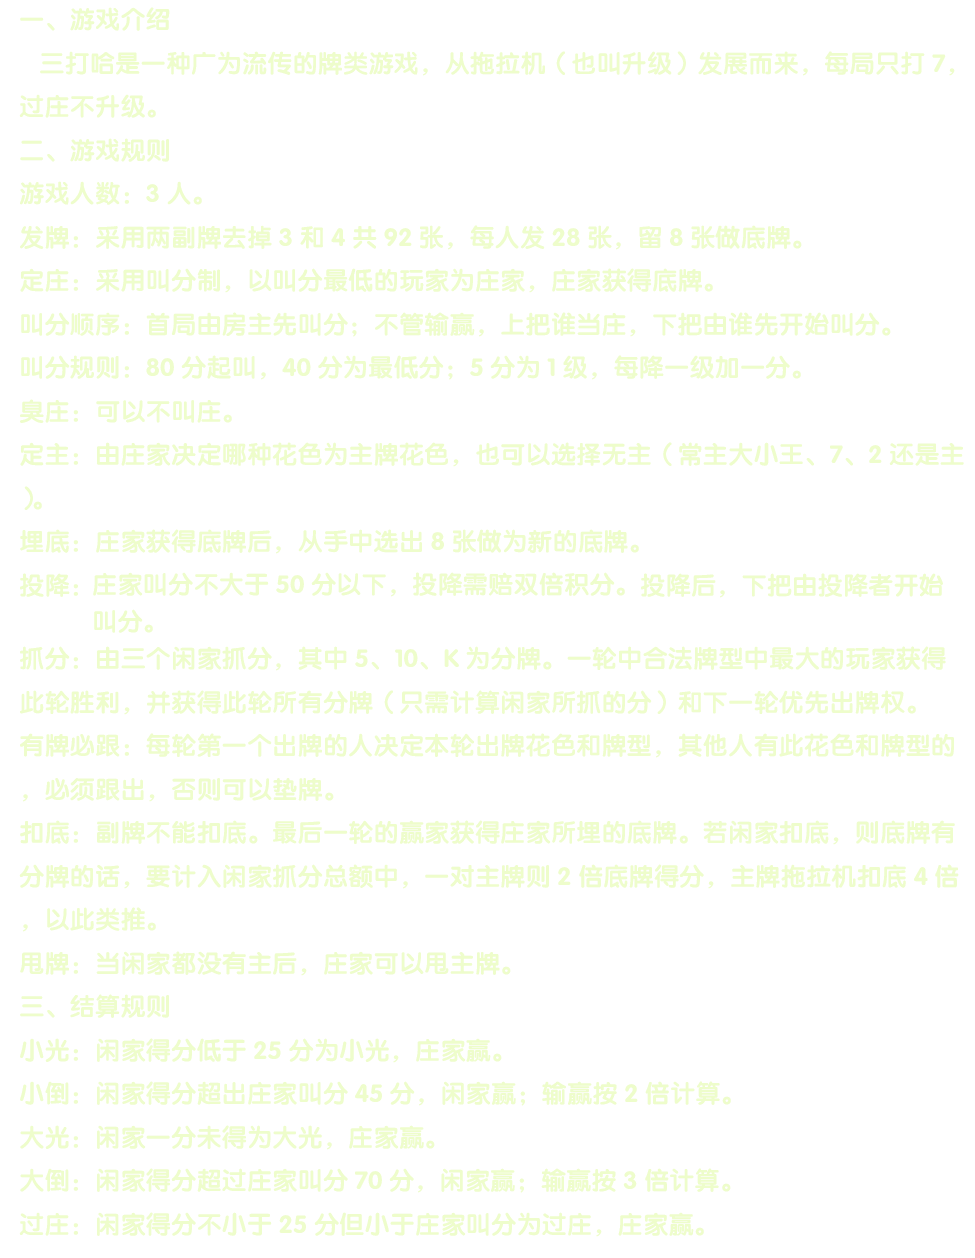 一、游戏介绍
三打哈是一种广为流传的牌类游戏，从拖拉机（也叫升级）发展而来，每局只打 7，
过庄不升级。
二、游戏规则
游戏人数：3 人。
发牌：采用两副牌去掉 3 和 4 共 92 张，每人发 28 张，留 8 张做底牌。
定庄：采用叫分制，以叫分最低的玩家为庄家，庄家获得底牌。
叫分顺序：首局由房主先叫分；不管输赢，上把谁当庄，下把由谁先开始叫分。
叫分规则：80 分起叫，40 分为最低分；5 分为 1 级，每降一级加一分。
臭庄：可以不叫庄。
定主：由庄家决定哪种花色为主牌花色，也可以选择无主（常主大小王、7、2 还是主
）。
埋底：庄家获得底牌后，从手中选出 8 张做为新的底牌。
投降：庄家叫分不大于 50 分以下，投降需赔双倍积分。投降后，下把由投降者开始
叫分。
抓分：由三个闲家抓分，其中 5、10、K 为分牌。一轮中合法牌型中最大的玩家获得
此轮胜利，并获得此轮所有分牌（只需计算闲家所抓的分）和下一轮优先出牌权。
有牌必跟：每轮第一个出牌的人决定本轮出牌花色和牌型，其他人有此花色和牌型的
，必须跟出，否则可以垫牌。
扣底：副牌不能扣底。最后一轮的赢家获得庄家所埋的底牌。若闲家扣底，则底牌有
分牌的话，要计入闲家抓分总额中，一对主牌则 2 倍底牌得分，主牌拖拉机扣底 4 倍
，以此类推。
甩牌：当闲家都没有主后，庄家可以甩主牌。
三、结算规则
小光：闲家得分低于 25 分为小光，庄家赢。
小倒：闲家得分超出庄家叫分 45 分，闲家赢；输赢按 2 倍计算。
大光：闲家一分未得为大光，庄家赢。
大倒：闲家得分超过庄家叫分 70 分，闲家赢；输赢按 3 倍计算。
过庄：闲家得分不小于 25 分但小于庄家叫分为过庄，庄家赢。